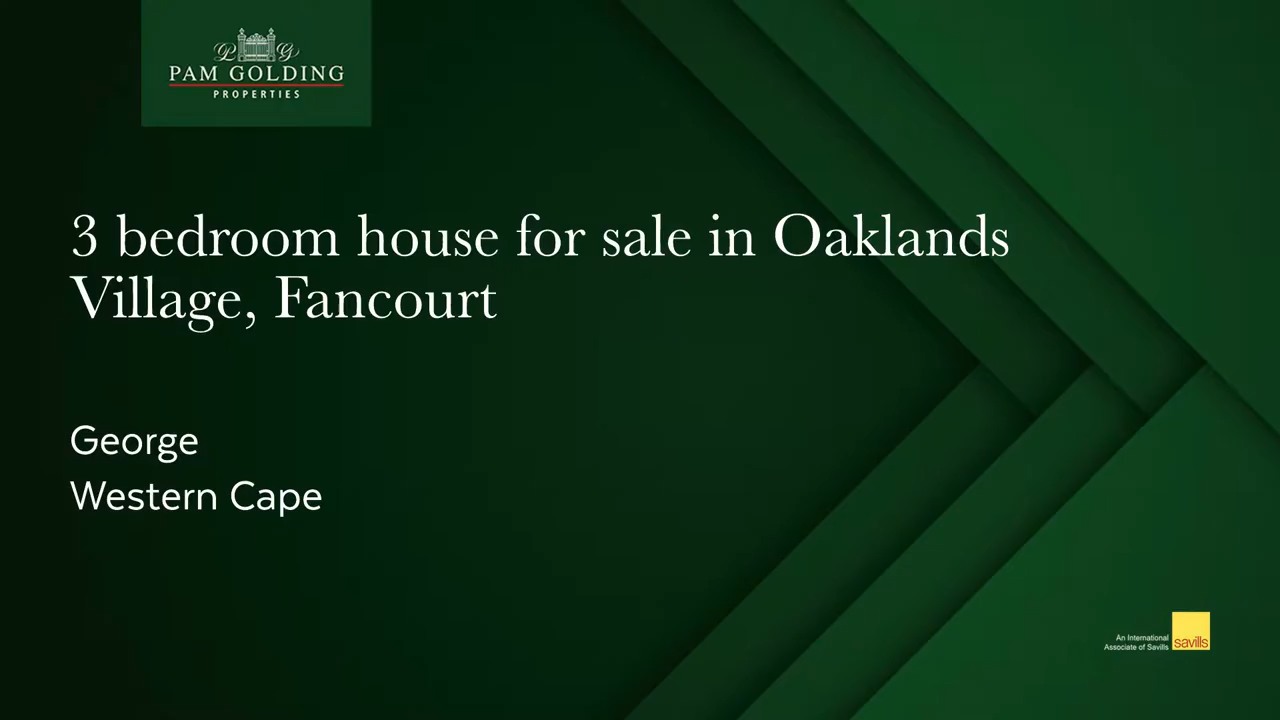 P G
PAM GOLDING
PROPERTIES
3 bedroom house for sale in Oaklands
Village, Fancourt
George
Western Cape
An International
Associate of Savills
savills